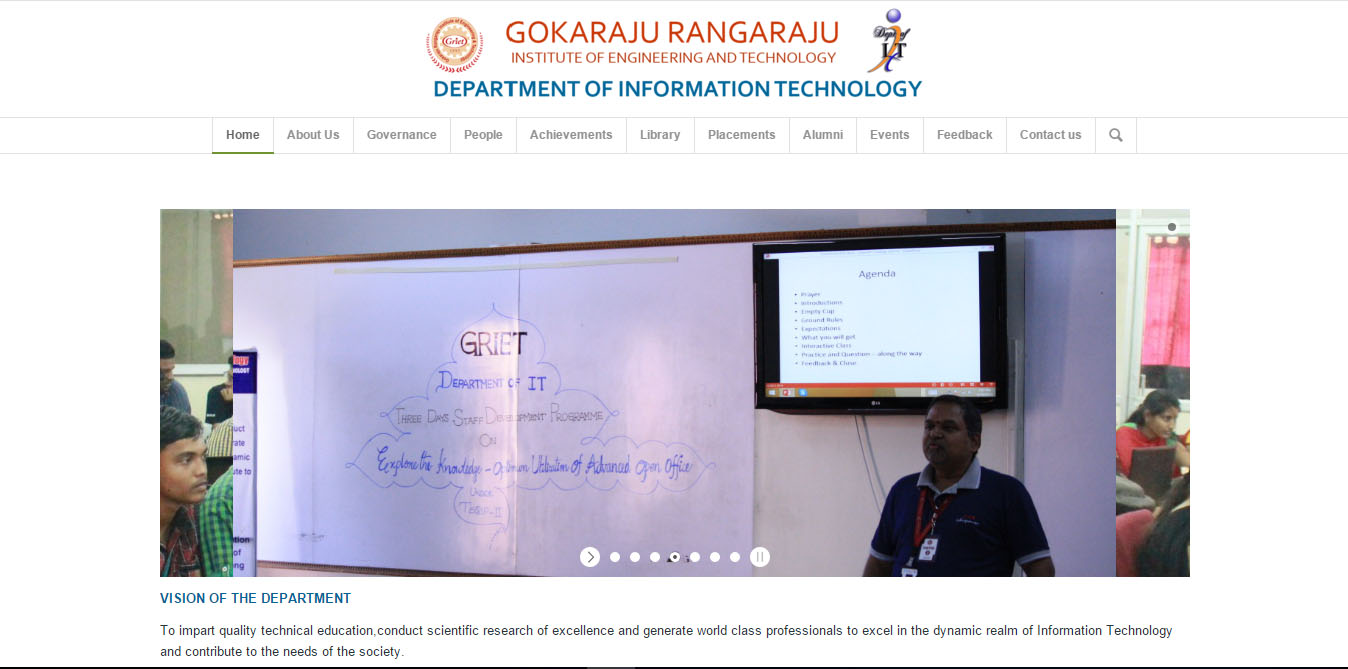 Griet
GOKARAJU RANGARAJU
INSTITUTE OF ENGINEERING AND TECHNOLOGY
DEPARTMENT OF INFORMATION TECHNOLOGY
Dept of
IT
Home About Us Governance People Achievements Library Placements Alumni Events Feedback Contact us
Agenda
• Prayer
• Introductions
• Empty Cup
• Ground Rules
• Expectations
• What you will get
• Interactive Class
• Practice and Question – along the way
• Feedback & Close
LG
GRIET
DEPARTMENT OF IT
THREE DAYS STAFF DEVELOPMENT PROGRAMME
ON
Explore the Knowledge - Optimum Utilisation Of Advanced Open Office
UNDER
TEQIP-II
VISION OF THE DEPARTMENT
To impart quality technical education,conduct scientific research of excellence and generate world class professionals to excel in the dynamic realm of Information Technology
and contribute to the needs of the society.